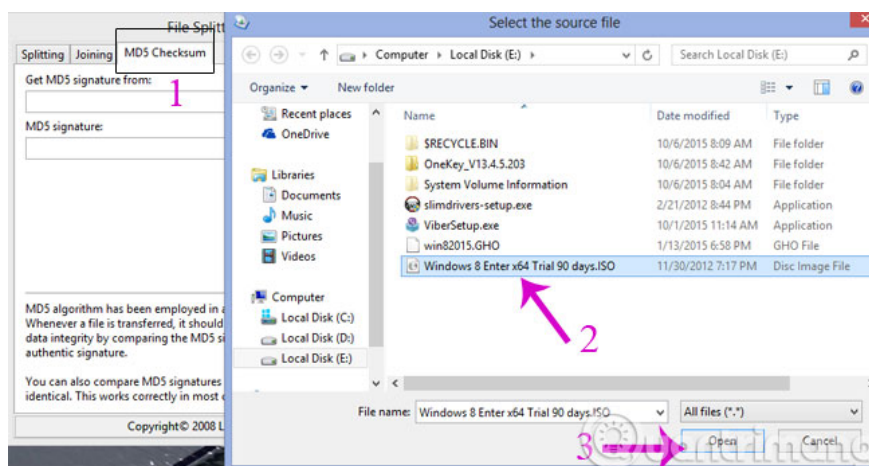 File Splitt
Select the source file
Splitting Joining MD5 Checksum
Get MD5 signature from:
MD5 signature:
1
MD5 algorithm has been employed in a
Whenever a file is transferred, it should
data integrity by comparing the MD5 si
authentic signature.
You can also compare MD5 signatures
identical. This works correctly in most
Copyright© 2008 L
Computer Local Disk (E:)
Search Local Disk (E:)
Organize New folder
Recent places
OneDrive
Libraries
Documents
Music
Pictures
Videos
Computer
Local Disk (C:)
Local Disk (D:)
Local Disk (E:)
Name Date modified Type
$RECYCLE.BIN 10/6/2015 8:09 AM File folder
OneKey_V13.4.5.203 10/6/2015 8:42 AM File folder
System Volume Information 10/6/2015 8:04 AM File folder
slimdrivers-setup.exe 2/21/2012 8:44 PM Application
ViberSetup.exe 10/1/2015 11:14 AM Application
win82015.GHO 1/13/2015 6:58 PM GHO File
Windows 8 Enter x64 Trial 90 days.ISO 11/30/2012 7:17 PM Disc Image File
2
File name: Windows 8 Enter x64 Trial 90 days.ISO All files (*.*)
3
Open Cancel
Quantrimang